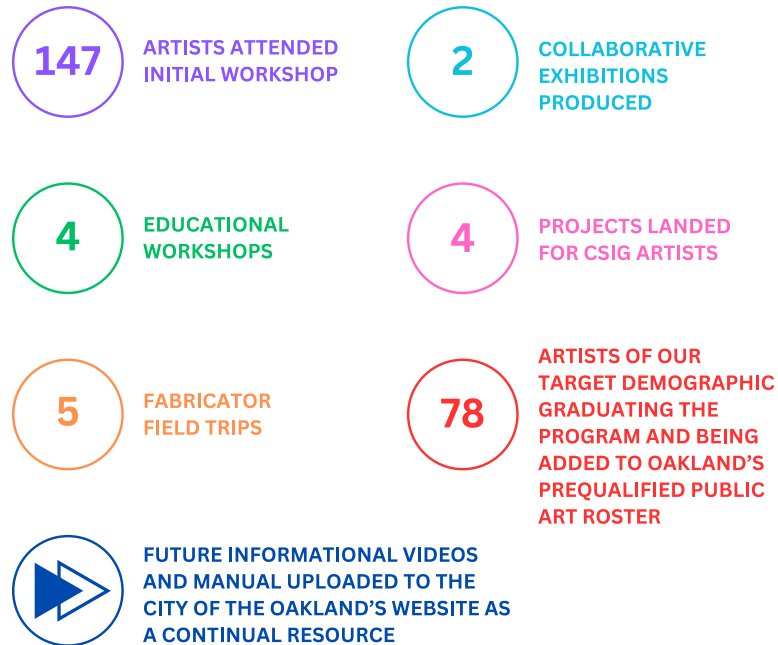 147
ARTISTS ATTENDED
INITIAL WORKSHOP
2
COLLABORATIVE
EXHIBITIONS
PRODUCED
4
EDUCATIONAL
WORKSHOPS
4
PROJECTS LANDED
FOR CSIG ARTISTS
5
FABRICATOR
FIELD TRIPS
78
ARTISTS OF OUR
TARGET DEMOGRAPHIC
GRADUATING THE
PROGRAM AND BEING
ADDED TO OAKLAND’S
PREQUALIFIED PUBLIC
ART ROSTER
FUTURE INFORMATIONAL VIDEOS
AND MANUAL UPLOADED TO THE
CITY OF THE OAKLAND’S WEBSITE AS
A CONTINUAL RESOURCE